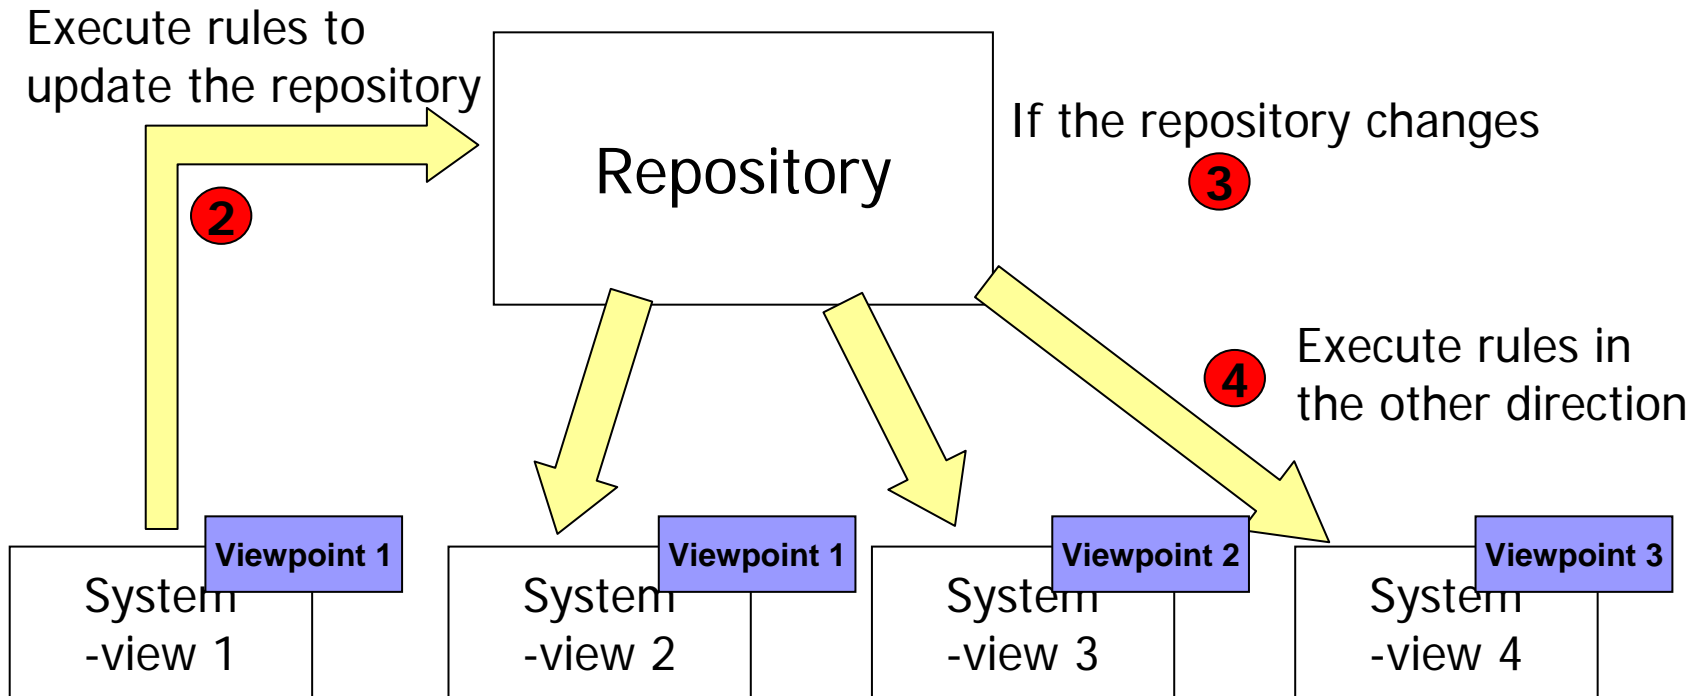 Execute rules to
update the repository
2
Repository
If the repository changes
3
4
Execute rules in
the other direction
Viewpoint 1
System
-view 1
Viewpoint 1
System
-view 2
Viewpoint 2
System
-view 3
Viewpoint 3
System
-view 4